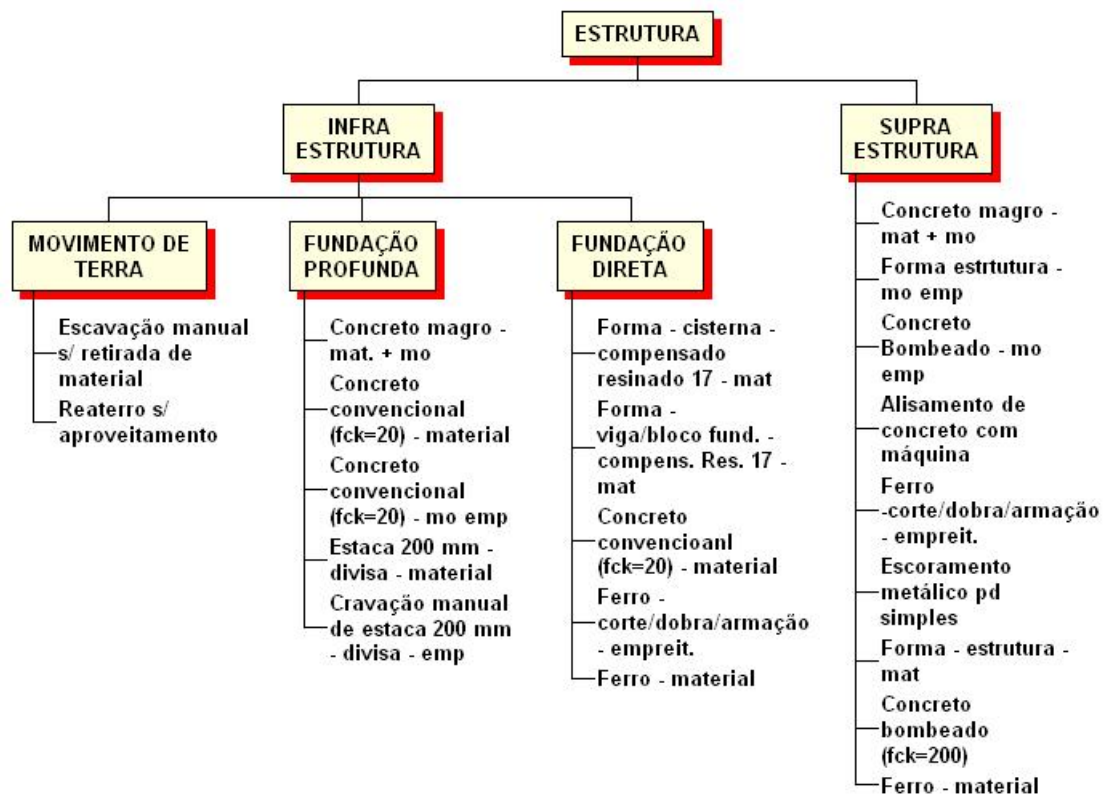 ESTRUTURA
INFRA
ESTRUTURA
SUPRA
ESTRUTURA
MOVIMENTO DE
TERRA
Escavação manual
s/ retirada de
material
Reaterro s/
aproveitamento
FUNDAÇÃO
PROFUNDA
Concreto magro -
mat. + mo
Concreto
convencional
(fck=20) - material
Concreto
convencional
(fck=20) - mo emp
Estaca 200 mm -
divisa - material
Cravação manual
de estaca 200 mm
- divisa - emp
FUNDAÇÃO
DIRETA
Forma - cisterna -
compensado
resinado 17 - mat
Forma -
viga/bloco fund. -
compens. Res. 17 -
mat
Concreto
convencioanl
(fck=20) - material
Ferro -
corte/dobra/armação
- empreit.
Ferro - material
Concreto magro -
mat + mo
Forma estrtutura -
mo emp
Concreto
Bombeado - mo
emp
Alisamento de
concreto com
máquina
Ferro
-corte/dobra/armação
- empreit.
Escoramento
metálico pd
simples
Forma - estrutura -
mat
Concreto
bombeado
(fck=200)
Ferro - material